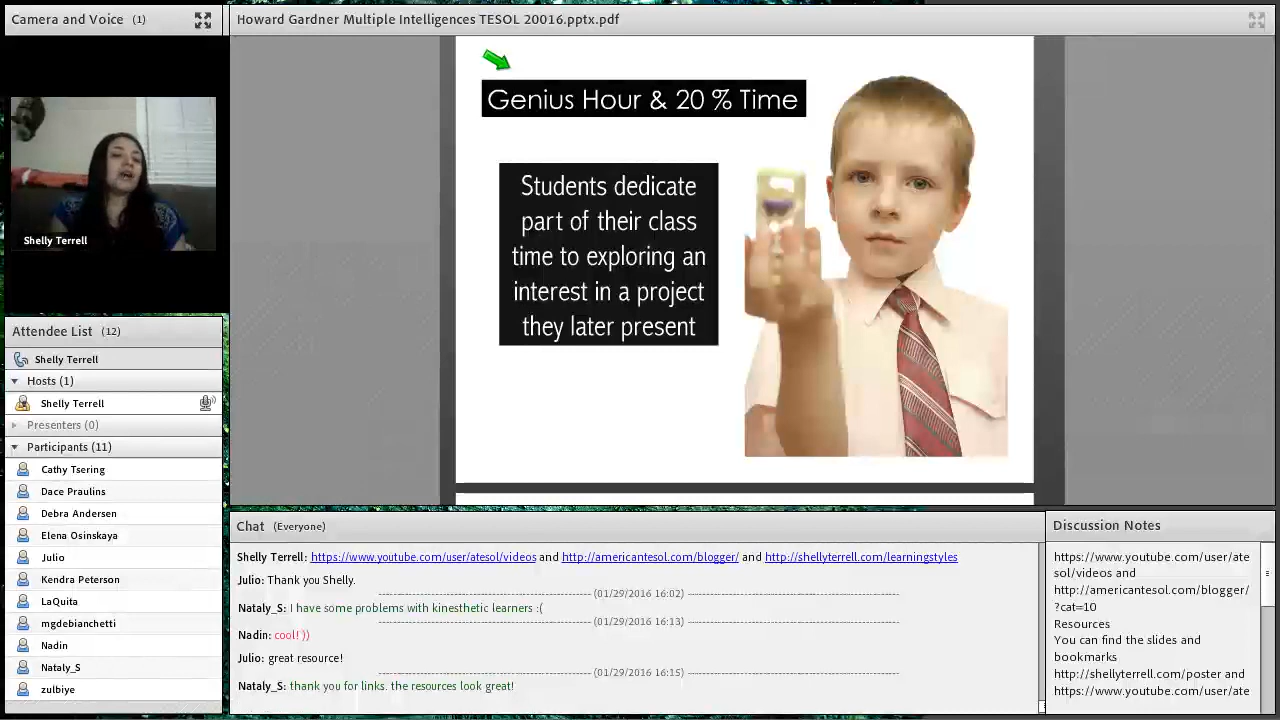 Camera and Voice (1)
Howard Gardner Multiple Intelligences TESOL 20016.pptx.pdf
Shelly Terrell
Genius Hour & 20 % Time
Students dedicate
part of their class
time to exploring an
interest in a project
they later present
Attendee List (12)
Shelly Terrell
Hosts (1)
Shelly Terrell
Presenters (0)
Participants (11)
Cathy Tsering
Dace Praulins
Debra Andersen
Elena Osinskaya
Julio
Kendra Peterson
LaQuita
mgdebianchetti
Nadin
Nataly_S
zulbiye
Chat (Everyone)
Shelly Terrell: https://www.youtube.com/user/atesol/videos and http://americantesol.com/blogger/ and http://shellyterrell.com/learningstyles
Julio: Thank you Shelly.
(01/29/2016 16:02)
Nataly_S: I have some problems with kinesthetic learners :(
(01/29/2016 16:13)
Nadin: cool! ))
Julio: great resource!
(01/29/2016 16:15)
Nataly_S: thank you for links. the resources look great!
Discussion Notes
https://www.youtube.com/user/ate
sol/videos and
http://americantesol.com/blogger/
?cat=10
Resources
You can find the slides and
bookmarks
http://shellyterrell.com/poster and
https://www.youtube.com/user/ate